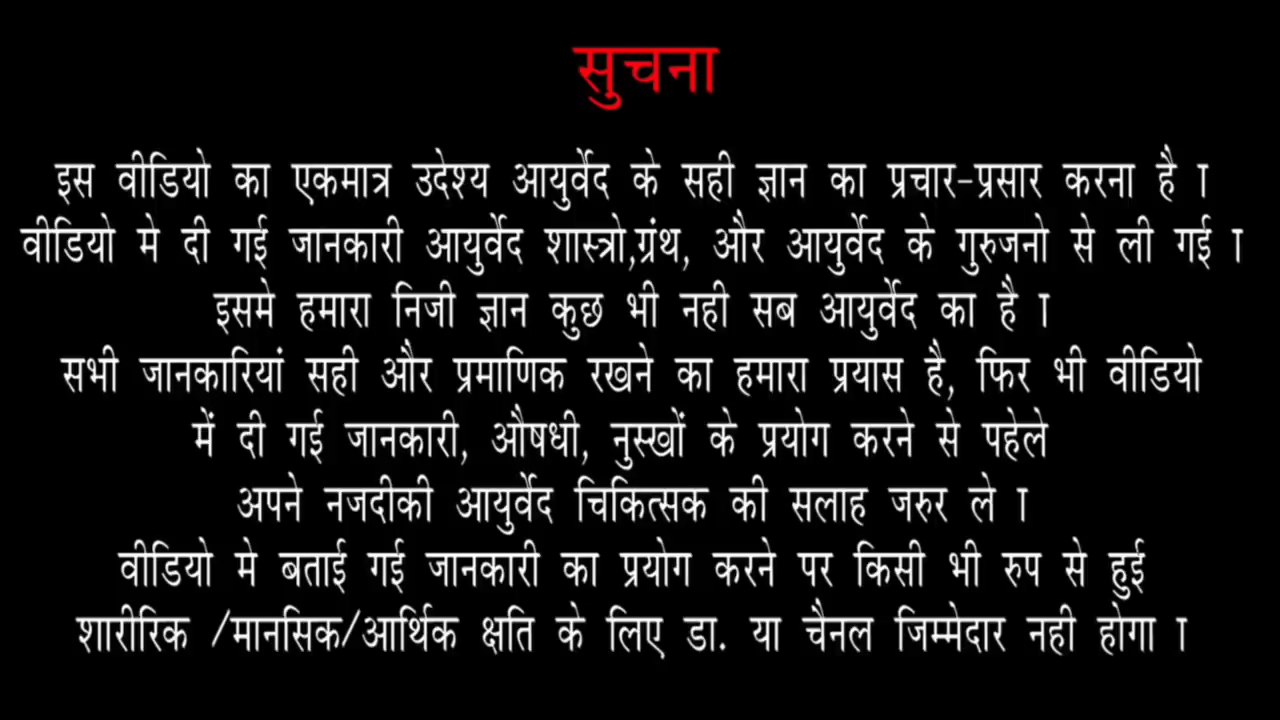 सुचना
इस वीडियो का एकमात्र उदेश्य आयुर्वेद के सही ज्ञान का प्रचार-प्रसार करना है ा
वीडियो मे दी गई जानकारी आयुर्वेद शास्त्रो,ग्रंथ, और आयुर्वेद के गुरुजनो से ली गई ा
इसमे हमारा निजी ज्ञान कुछ भी नही सब आयुर्वेद का है ा
सभी जानकारियां सही और प्रमाणिक रखने का हमारा प्रयास है, फिर भी वीडियो
में दी गई जानकारी, औषधी, नुस्खों के प्रयोग करने से पहेले
अपने नजदीकी आयुर्वेद चिकित्सक की सलाह जरुर ले ा
वीडियो मे बताई गई जानकारी का प्रयोग करने पर किसी भी रुप से हुई
शारीरिक /मानसिक/आर्थिक क्षति के लिए डा. या चैनल जिम्मेदार नही होगा ा